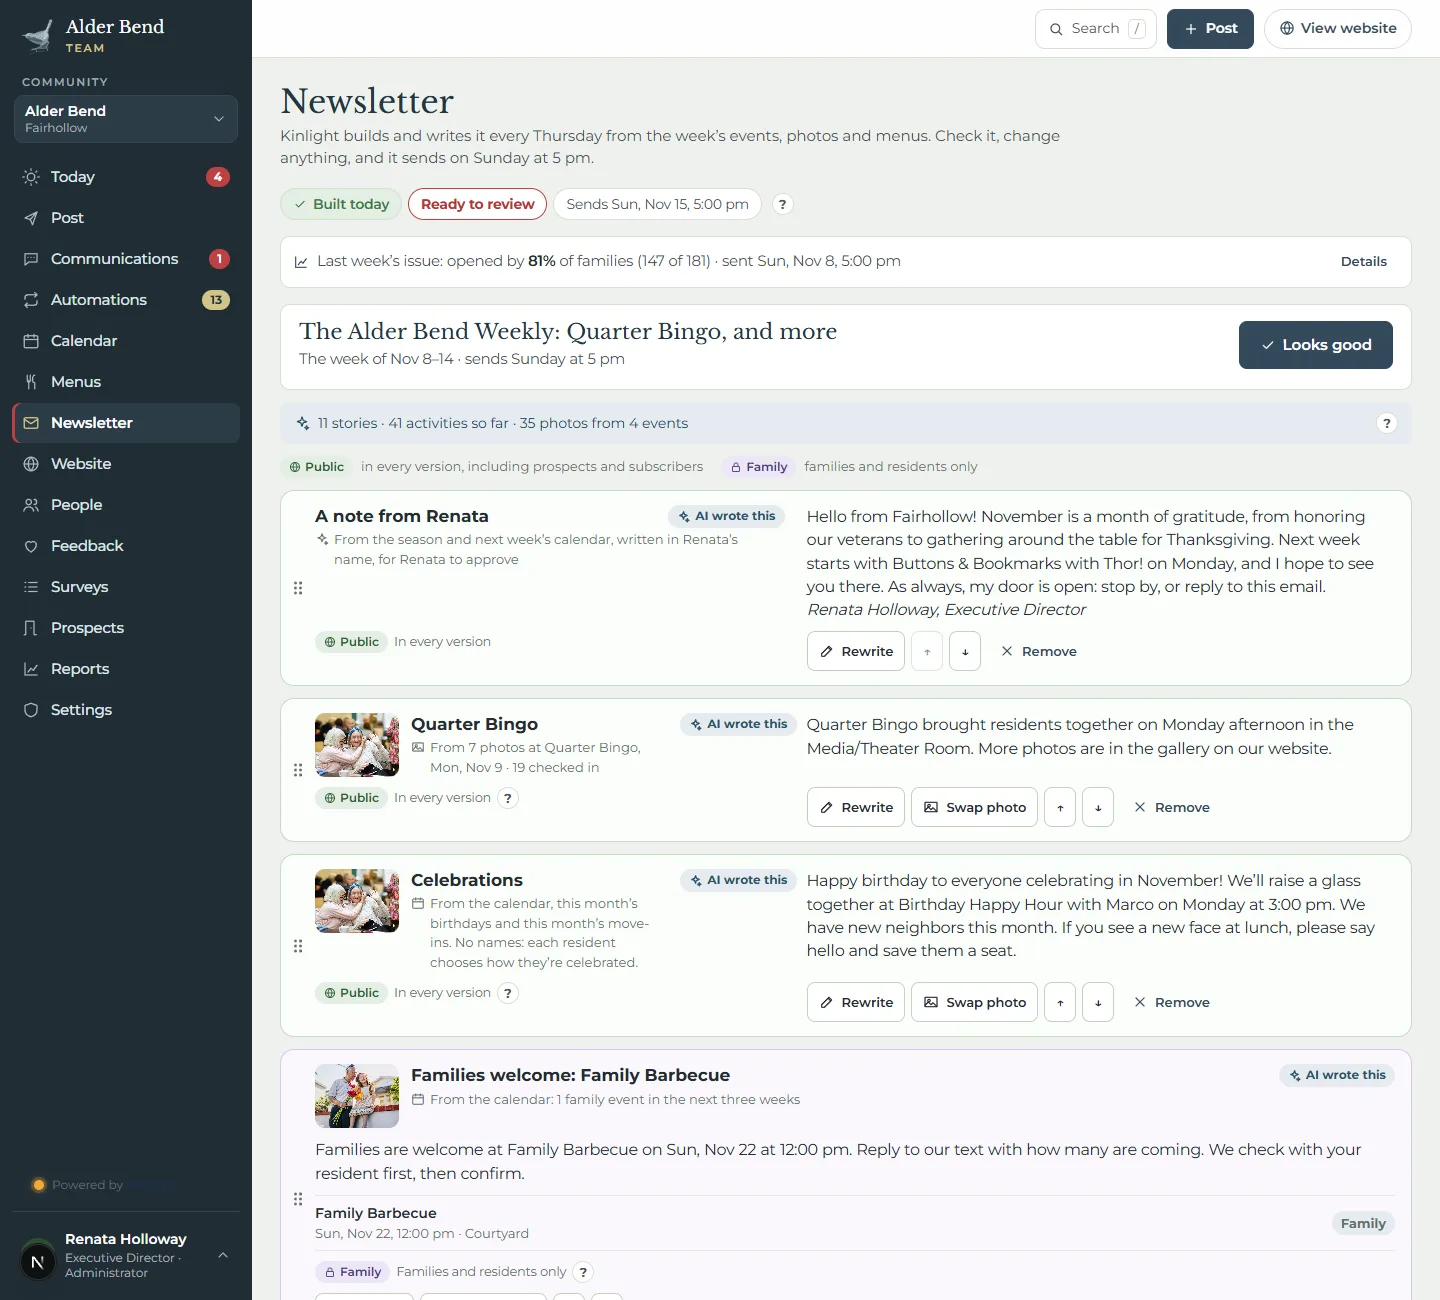 Alder Bend
TEAM
COMMUNITY
Alder Bend
Fairhollow
Today 4
Post
Communications 1
Automations 13
Calendar
Menus
Newsletter
Website
People
Feedback
Surveys
Prospects
Reports
Settings
Powered by
Renata Holloway
Executive Director ·
Administrator
N
Search /
+ Post
View website
Newsletter
Kinlight builds and writes it every Thursday from the week’s events, photos and menus. Check it, change
anything, and it sends on Sunday at 5 pm.
Built today
Ready to review
Sends Sun, Nov 15, 5:00 pm
?
Last week’s issue: opened by 81% of families (147 of 181) · sent Sun, Nov 8, 5:00 pm
Details
The Alder Bend Weekly: Quarter Bingo, and more
The week of Nov 8–14 · sends Sunday at 5 pm
Looks good
11 stories · 41 activities so far · 35 photos from 4 events
?
Public in every version, including prospects and subscribers
Family families and residents only
A note from Renata
AI wrote this
From the season and next week’s calendar, written in Renata’s
name, for Renata to approve
Public In every version
Hello from Fairhollow! November is a month of gratitude, from honoring
our veterans to gathering around the table for Thanksgiving. Next week
starts with Buttons & Bookmarks with Thor! on Monday, and I hope to see
you there. As always, my door is open: stop by, or reply to this email.
Renata Holloway, Executive Director
Rewrite ↑ ↓ Remove
Quarter Bingo
AI wrote this
From 7 photos at Quarter Bingo,
Mon, Nov 9 · 19 checked in
Public In every version ?
Quarter Bingo brought residents together on Monday afternoon in the
Media/Theater Room. More photos are in the gallery on our website.
Rewrite Swap photo ↑ ↓ Remove
Celebrations
AI wrote this
From the calendar, this month’s
birthdays and this month’s move-
ins. No names: each resident
chooses how they’re celebrated.
Public In every version ?
Happy birthday to everyone celebrating in November! We’ll raise a glass
together at Birthday Happy Hour with Marco on Monday at 3:00 pm. We
have new neighbors this month. If you see a new face at lunch, please say
hello and save them a seat.
Rewrite Swap photo ↑ ↓ Remove
Families welcome: Family Barbecue
AI wrote this
From the calendar: 1 family event in the next three weeks
Families are welcome at Family Barbecue on Sun, Nov 22 at 12:00 pm. Reply to our text with how many are coming. We check with your
resident first, then confirm.
Family Barbecue
Sun, Nov 22, 12:00 pm · Courtyard
Family
Family Families and residents only ?